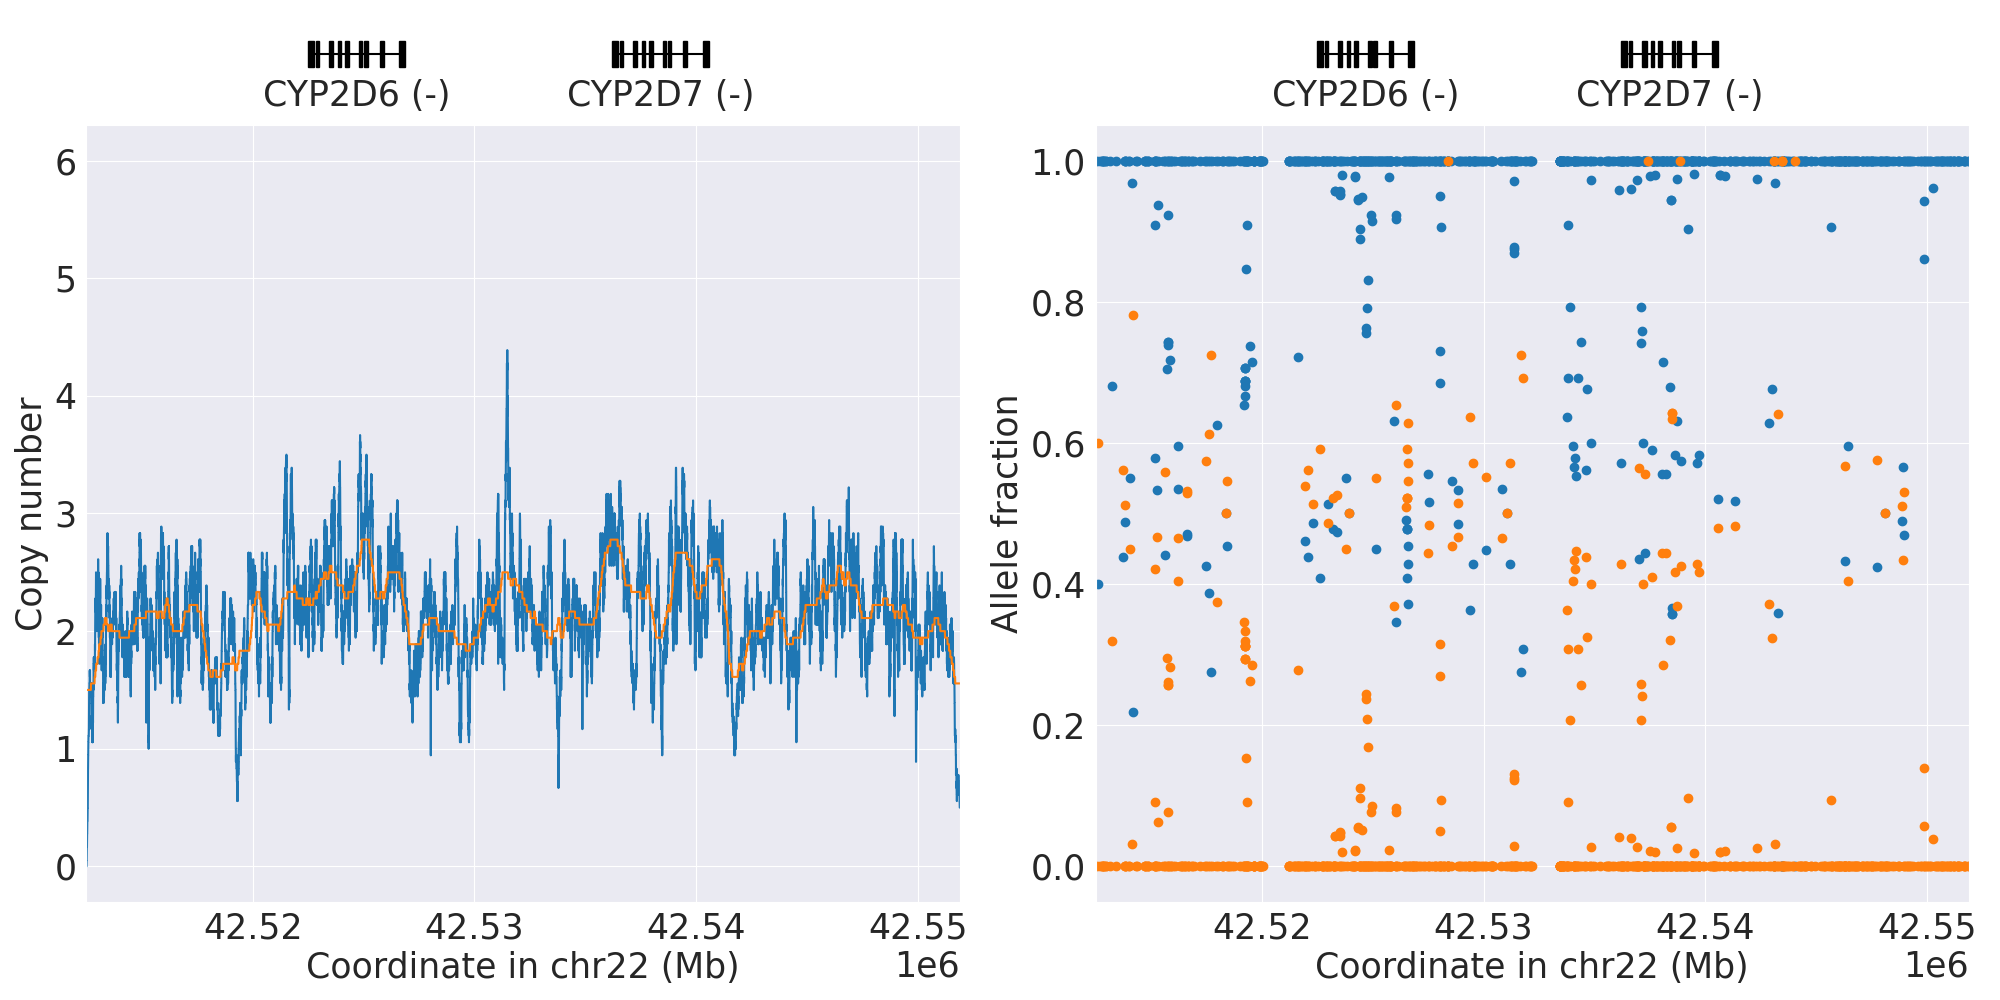 CYP2D6 (-) CYP2D7 (-)
Copy number
6
5
4
3
2
1
0
42.52 42.53 42.54 42.55
Coordinate in chr22 (Mb)
1e6
CYP2D6 (-) CYP2D7 (-)
Allele fraction
1.0
0.8
0.6
0.4
0.2
0.0
42.52 42.53 42.54 42.55
Coordinate in chr22 (Mb)
1e6